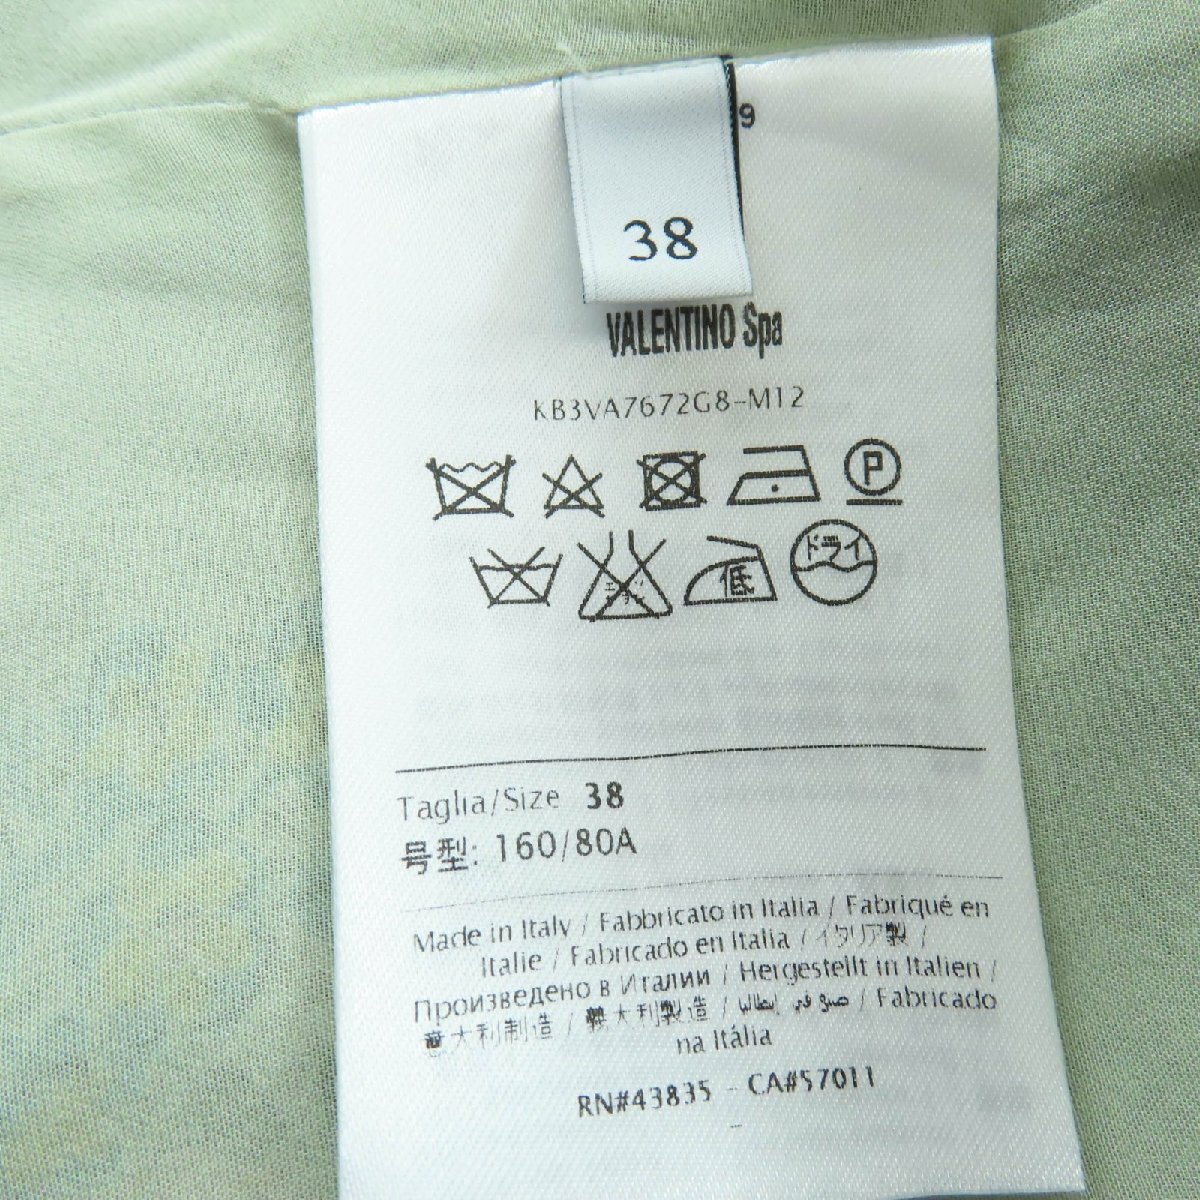 9
38
VALENTINO Spa
KB3VA7672G8-M12
P
低 ドライ
Taglia/Size 38
号型: 160/80A
Made in Italy / Fabbricato in Italia / Fabriqué en
Italie / Fabricado en Italia / イタリア製 /
Произведено в Италии / Hergestellt in Italien /
意大利制造 / 義大利製造 / صنع في إيطاليا / Fabricado
na Itália
RN#43835 - CA#57011